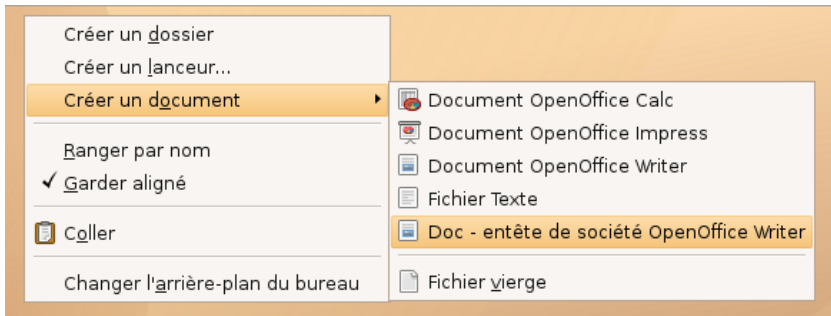 Créer un dossier
Créer un lanceur...
Créer un document
Ranger par nom
Garder aligné
Coller
Changer l'arrière-plan du bureau
Document OpenOffice Calc
Document OpenOffice Impress
Document OpenOffice Writer
Fichier Texte
Doc - entête de société OpenOffice Writer
Fichier vierge